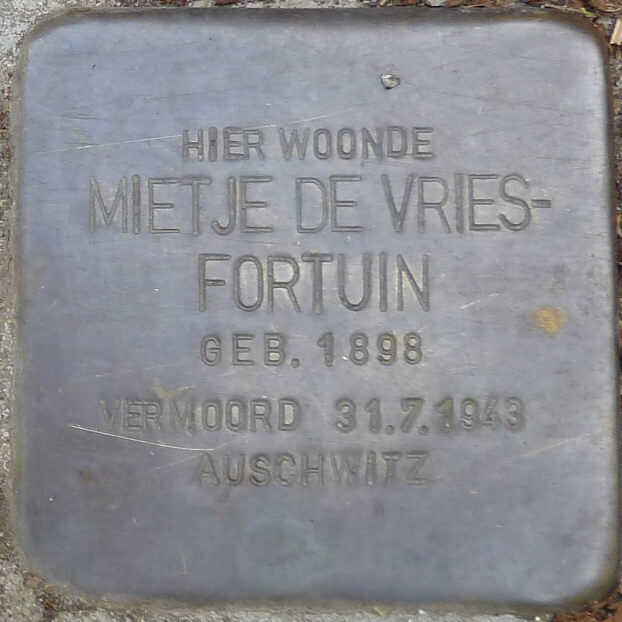 HIER WOONDE
MIETJE DE VRIES-
FORTUIN
GEB. 1898
VERMOORD 31.7.1943
AUSCHWITZ